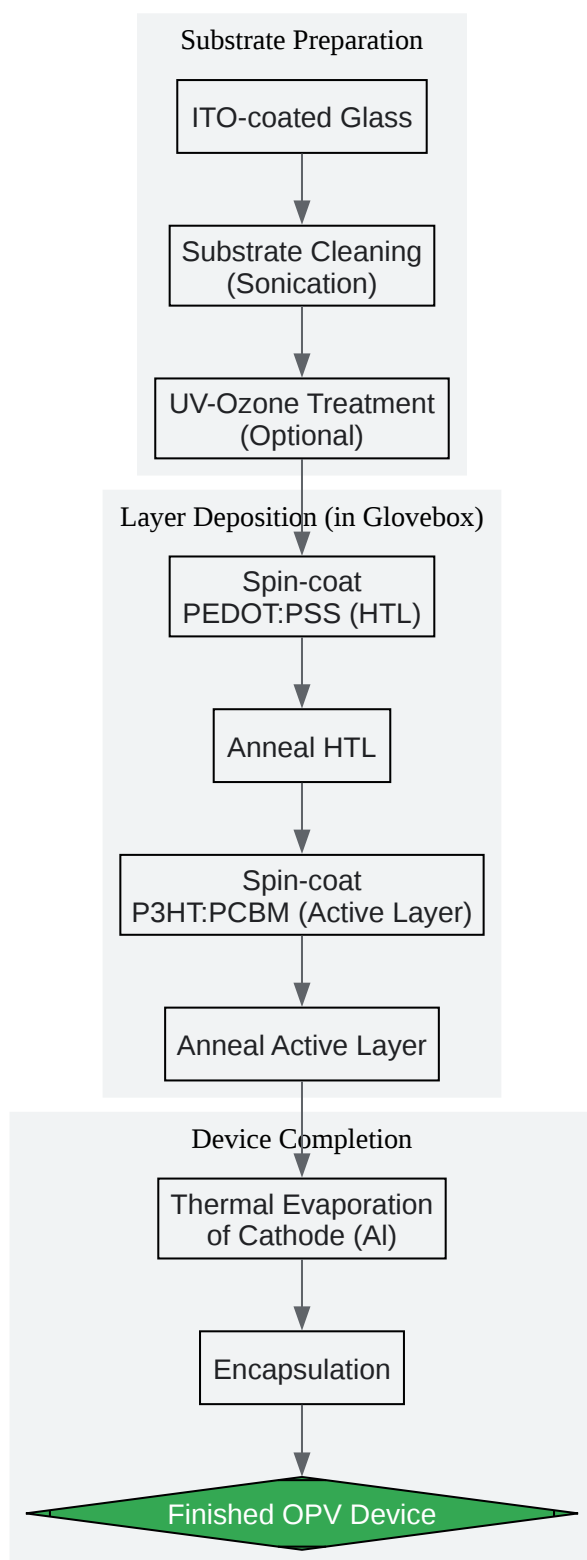 Substrate Preparation
ITO-coated Glass
Substrate Cleaning
(Sonication)
UV-Ozone Treatment
(Optional)
Layer Deposition (in Glovebox)
Spin-coat
PEDOT:PSS (HTL)
Anneal HTL
Spin-coat
P3HT:PCBM (Active Layer)
Anneal Active Layer
Device Completion
Thermal Evaporation
of Cathode (Al)
Encapsulation
Finished OPV Device